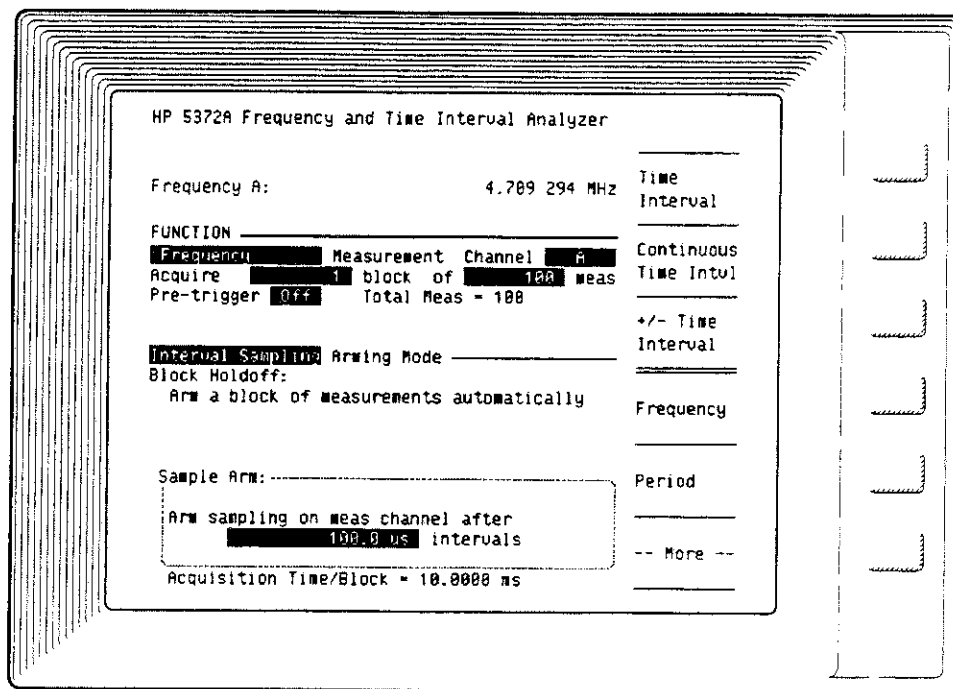 HP 5372A Frequency and Time Interval Analyzer
Frequency A: 4.789 294 MHz
FUNCTION
Frequency Measurement Channel A
Acquire 1 block of 100 meas
Pre-trigger Off Total Meas = 100
Interval Sampling Arming Mode
Block Holdoff:
Arm a block of measurements automatically
Sample Arm:
Arm sampling on meas channel after
100.0 us intervals
Acquisition Time/Block = 10.0000 ms
Time
Interval
Continuous
Time Intvl
+/- Time
Interval
Frequency
Period
-- More --